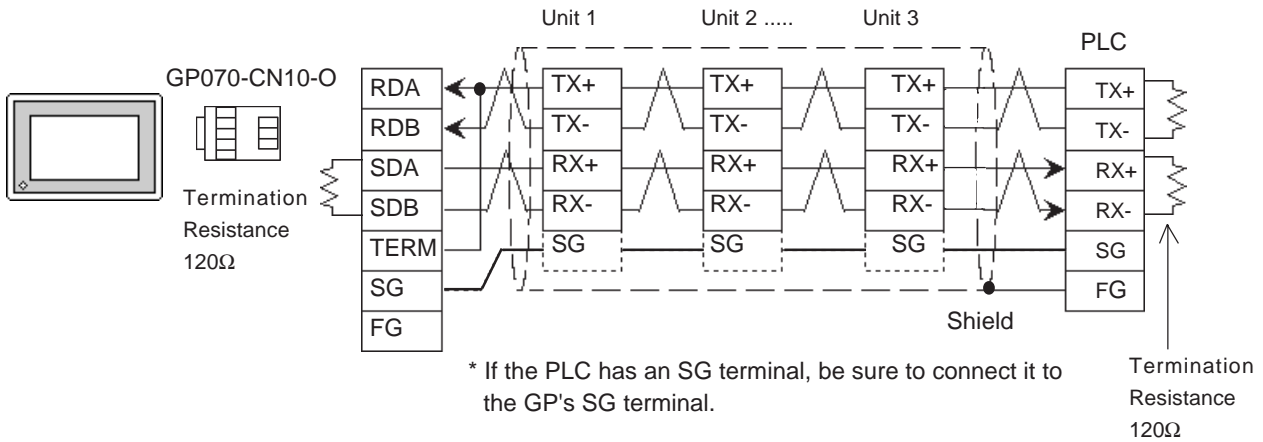 Unit 1 Unit 2 ..... Unit 3
PLC
GP070-CN10-O
RDA TX+ TX+ TX+ TX+
RDB TX- TX- TX- TX-
SDA RX+ RX+ RX+ RX+
SDB RX- RX- RX- RX-
TERM SG SG SG SG
SG FG
FG
Termination
Resistance
120Ω
Shield
* If the PLC has an SG terminal, be sure to connect it to
the GP's SG terminal.
Termination
Resistance
120Ω